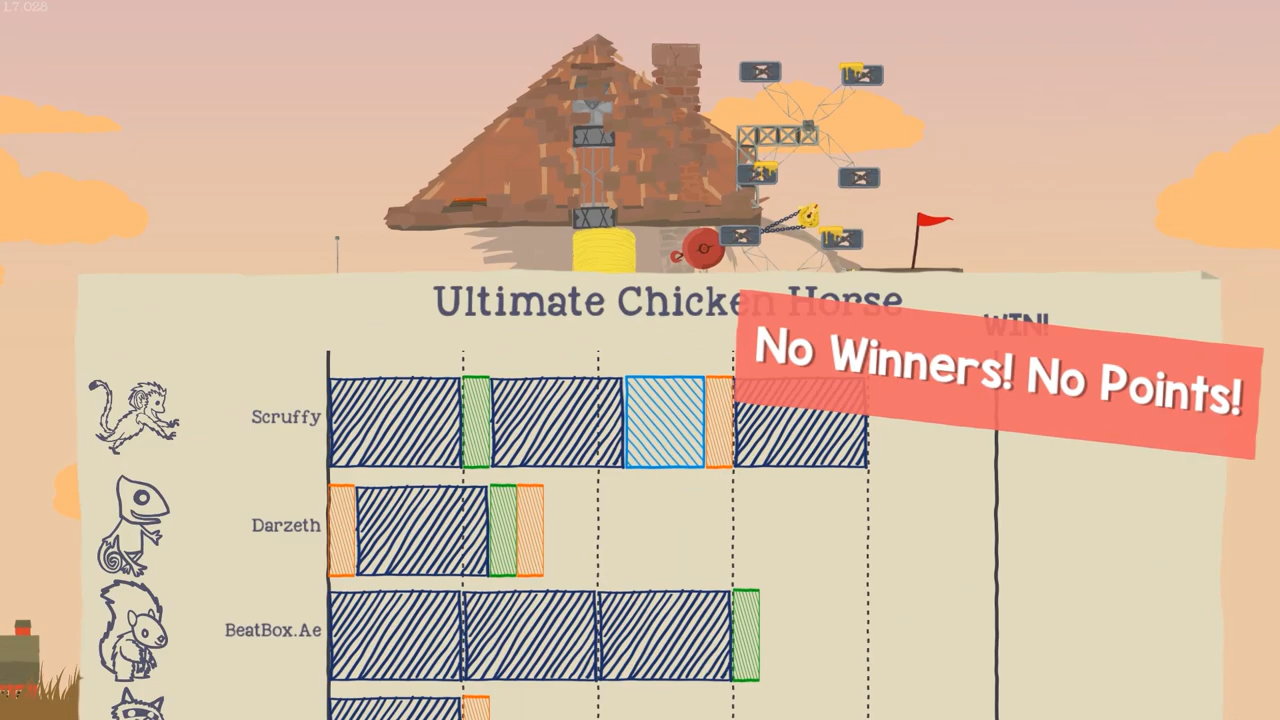 1.7.028
Ultimate Chicken Horse
WIN!
No Winners! No Points!
Scruffy
Darzeth
BeatBox.Ae